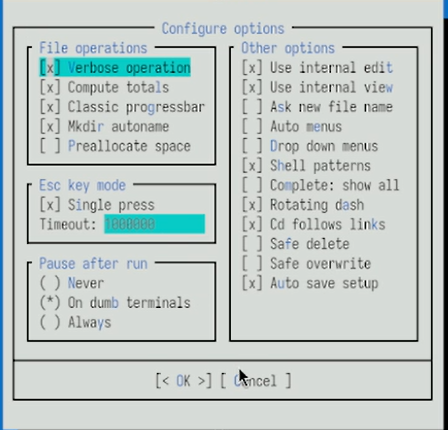 Configure options
File operations
[x] Verbose operation
[x] Compute totals
[x] Classic progressbar
[x] Mkdir autoname
[ ] Preallocate space
Esc key mode
[x] Single press
Timeout: 1000000
Pause after run
( ) Never
(*) On dumb terminals
( ) Always
Other options
[x] Use internal edit
[x] Use internal view
[ ] Ask new file name
[ ] Auto menus
[ ] Drop down menus
[x] Shell patterns
[ ] Complete: show all
[x] Rotating dash
[x] Cd follows links
[ ] Safe delete
[ ] Safe overwrite
[x] Auto save setup
[< OK >] [ Cancel ]